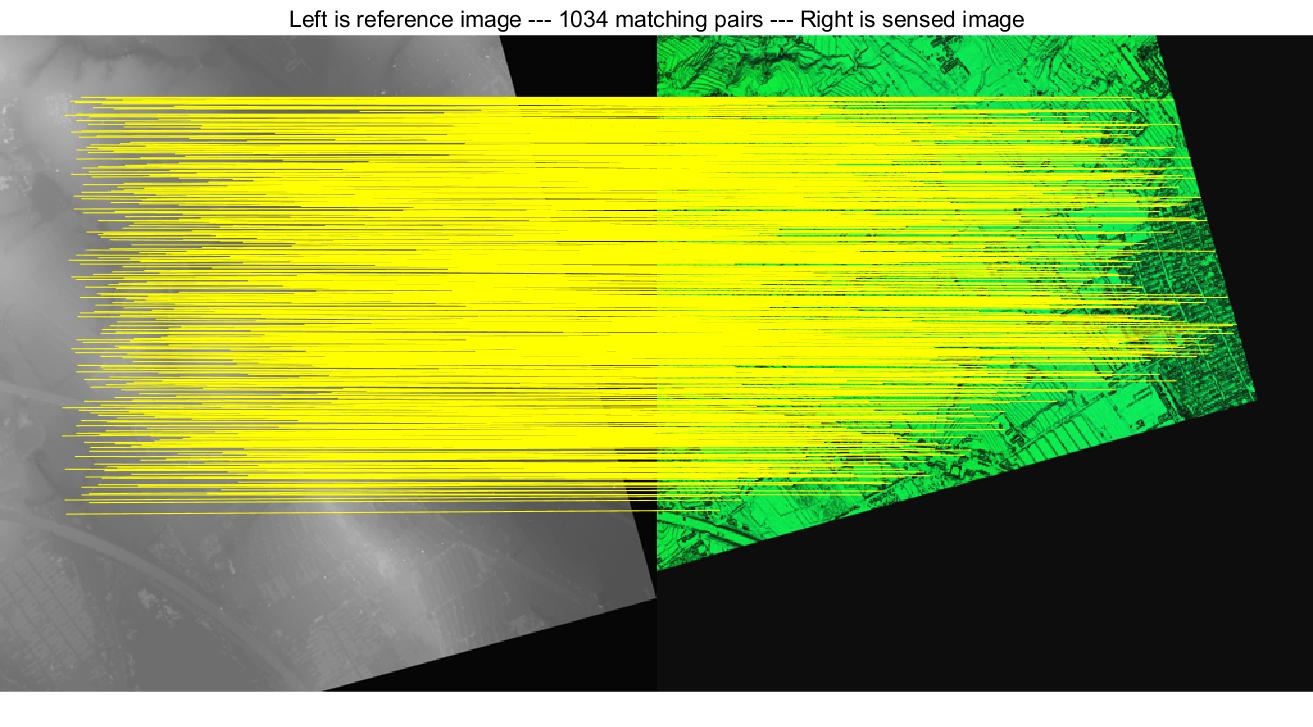 Left is reference image --- 1034 matching pairs --- Right is sensed image